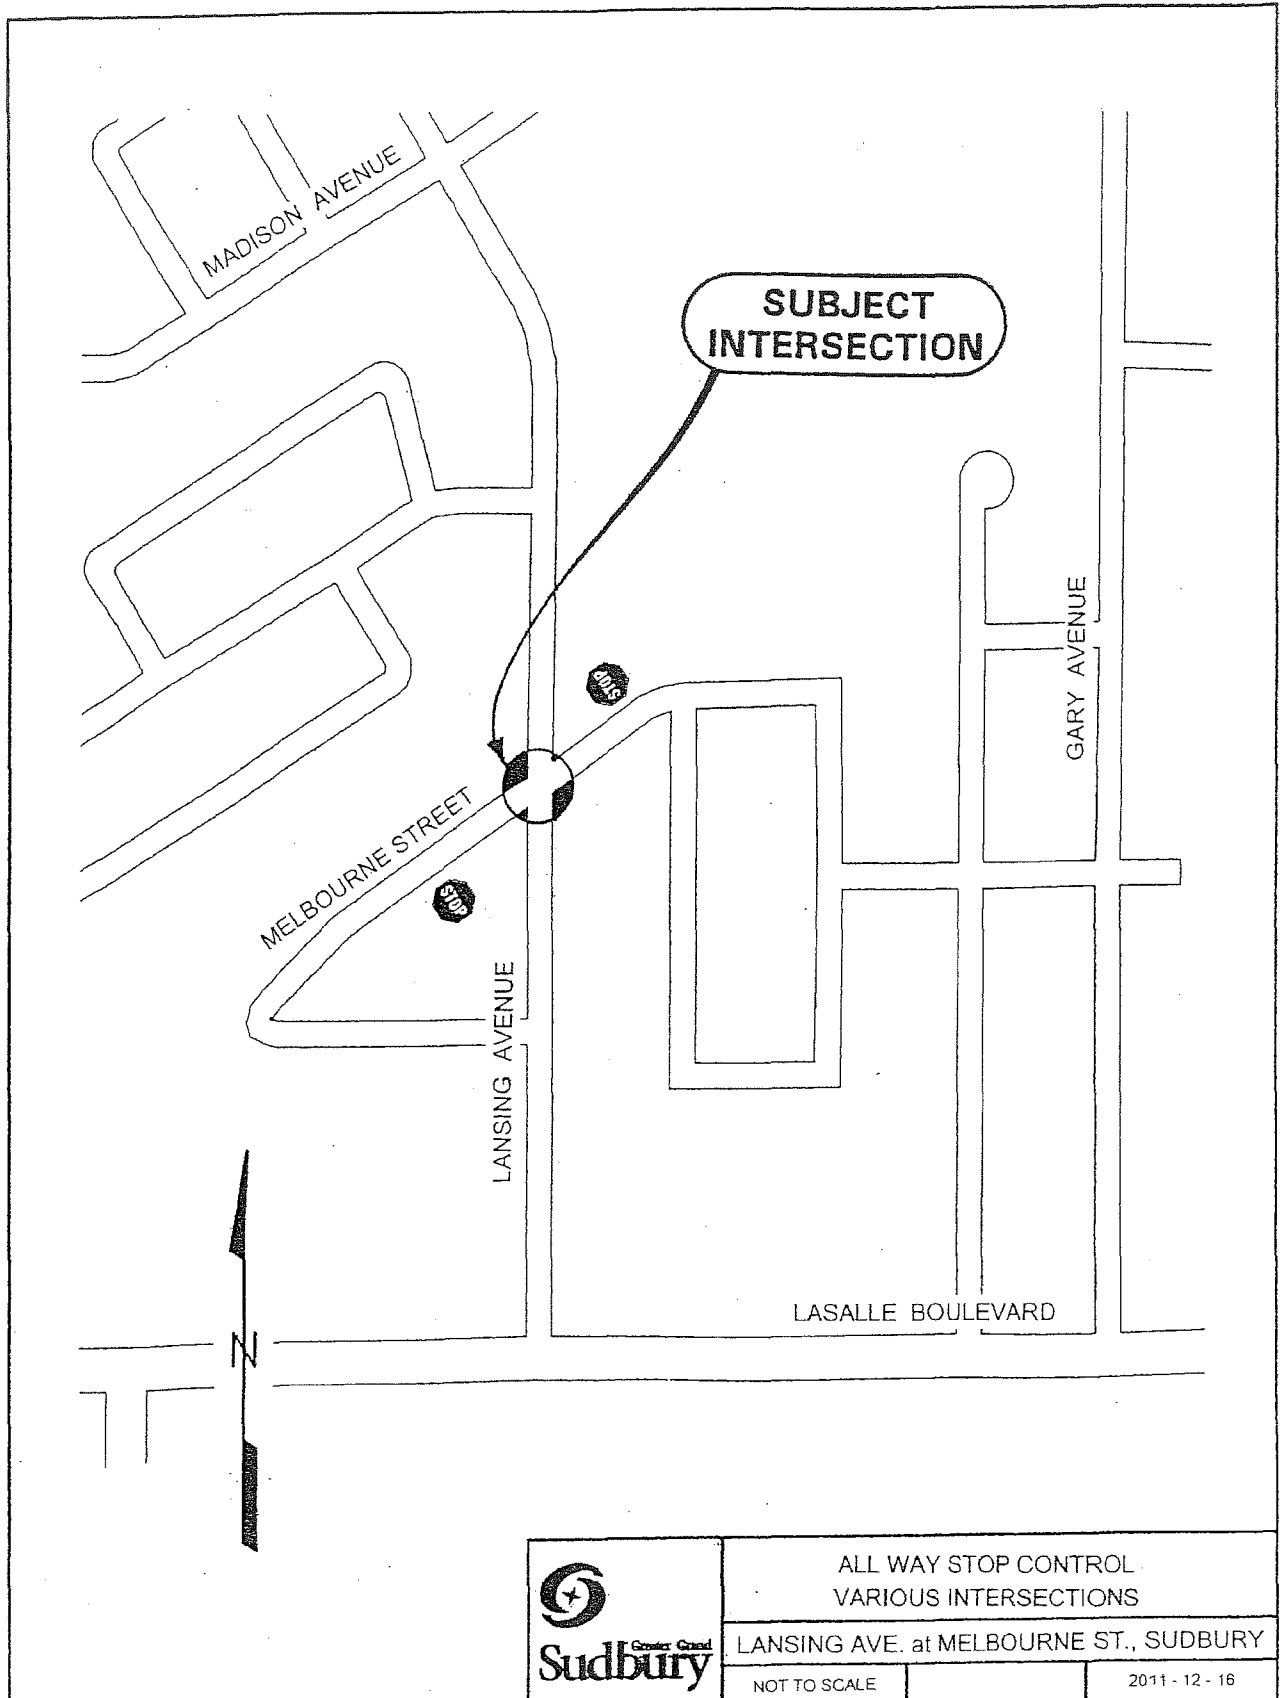 MADISON AVENUE
SUBJECT
INTERSECTION
GARY AVENUE
STOP
MELBOURNE STREET
STOP
LANSING AVENUE
LASALLE BOULEVARD
N
ALL WAY STOP CONTROL
VARIOUS INTERSECTIONS
Greater Grand
Sudbury
LANSING AVE. at MELBOURNE ST., SUDBURY
NOT TO SCALE
2011 - 12 - 16